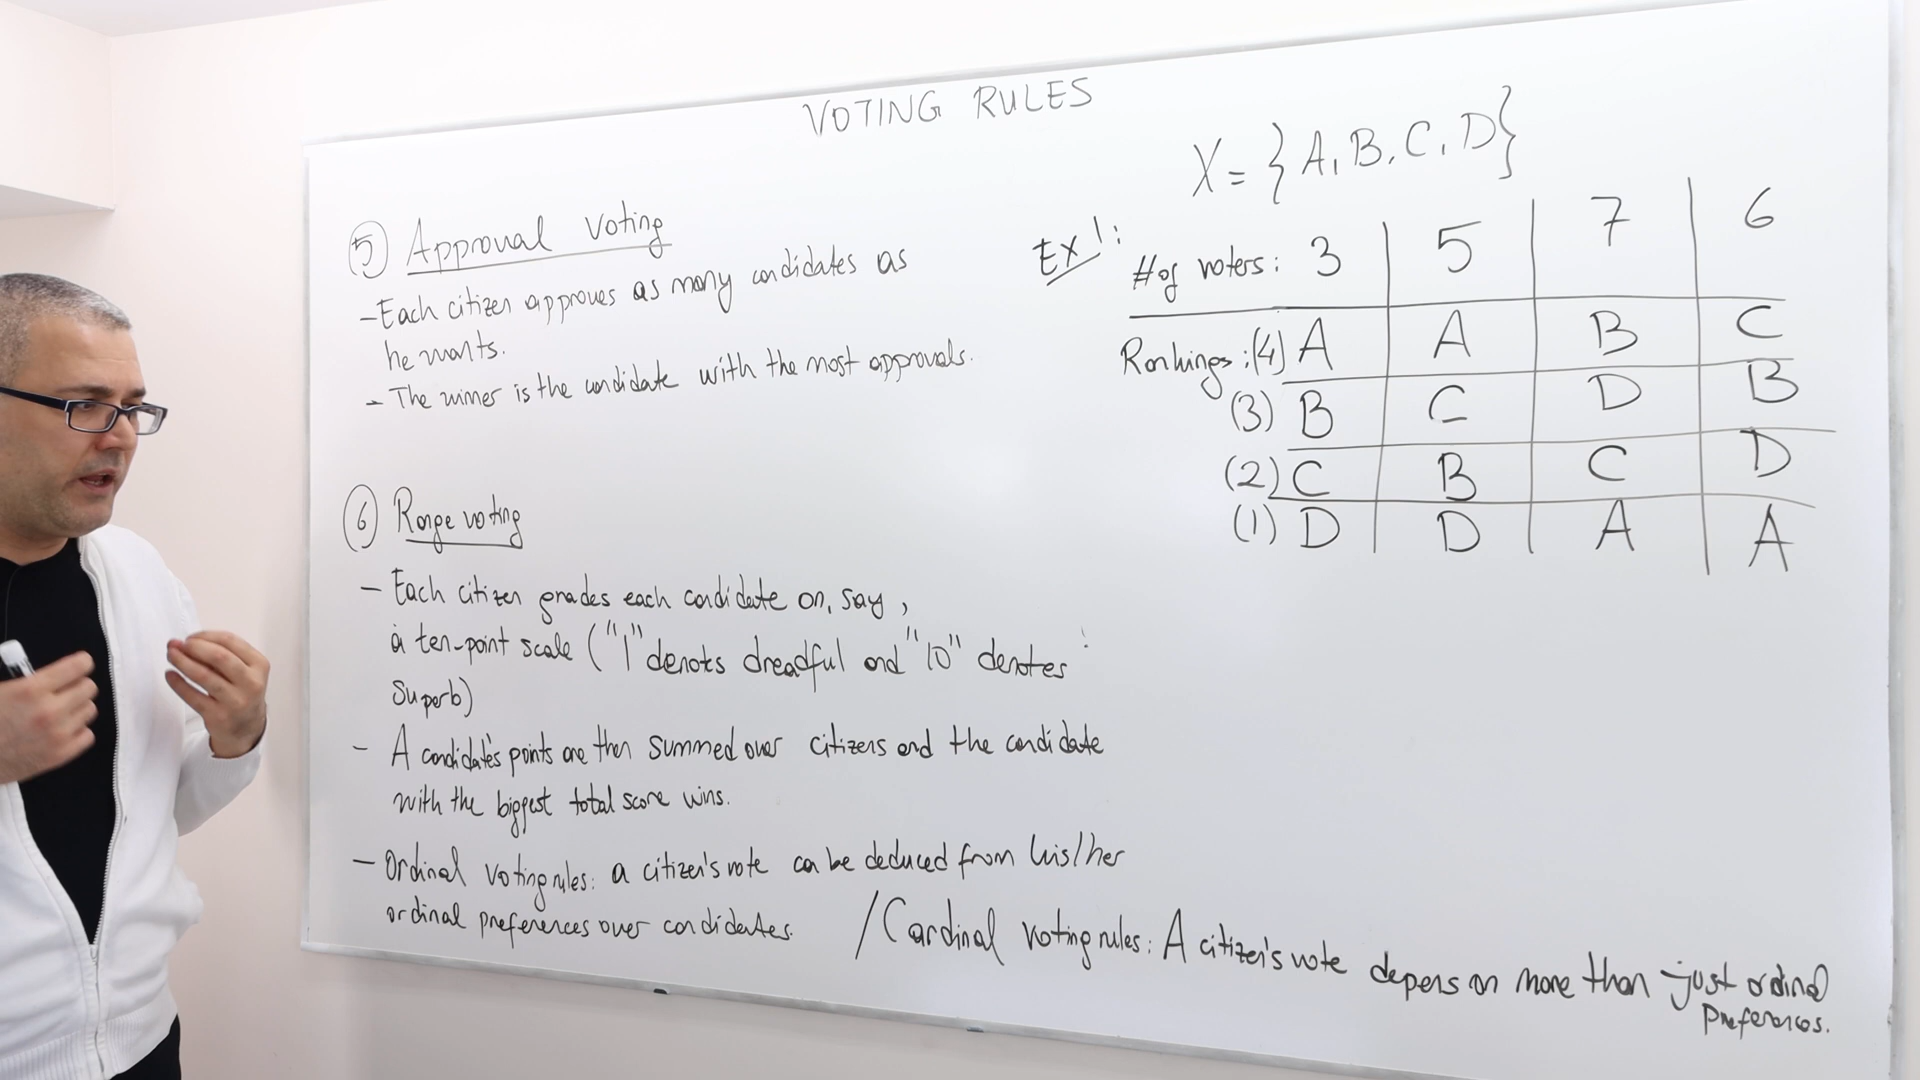 VOTING RULES
⑤ Approval Voting
- Each citizen approves as many candidates as
he wants.
- The winner is the candidate with the most approvals.
⑥ Range voting
- Each citizen grades each candidate on, say,
a ten-point scale ("1" denots dreadful and "10" denotes
superb)
- A candidate's points are then summed over citizens and the candidate
with the biggest total score wins.
- Ordinal voting rules: a citizen's vote can be deduced from his/her
ordinal preferences over candidates.
/Cardinal voting rules: A citizen's vote depens on more than just ordinal
preferences.
X = {A, B, C, D}
EX 1:
# of voters: 3 | 5 | 7 | 6
Rankings: (4) A | A | B | C
(3) B | C | D | B
(2) C | B | C | D
(1) D | D | A | A